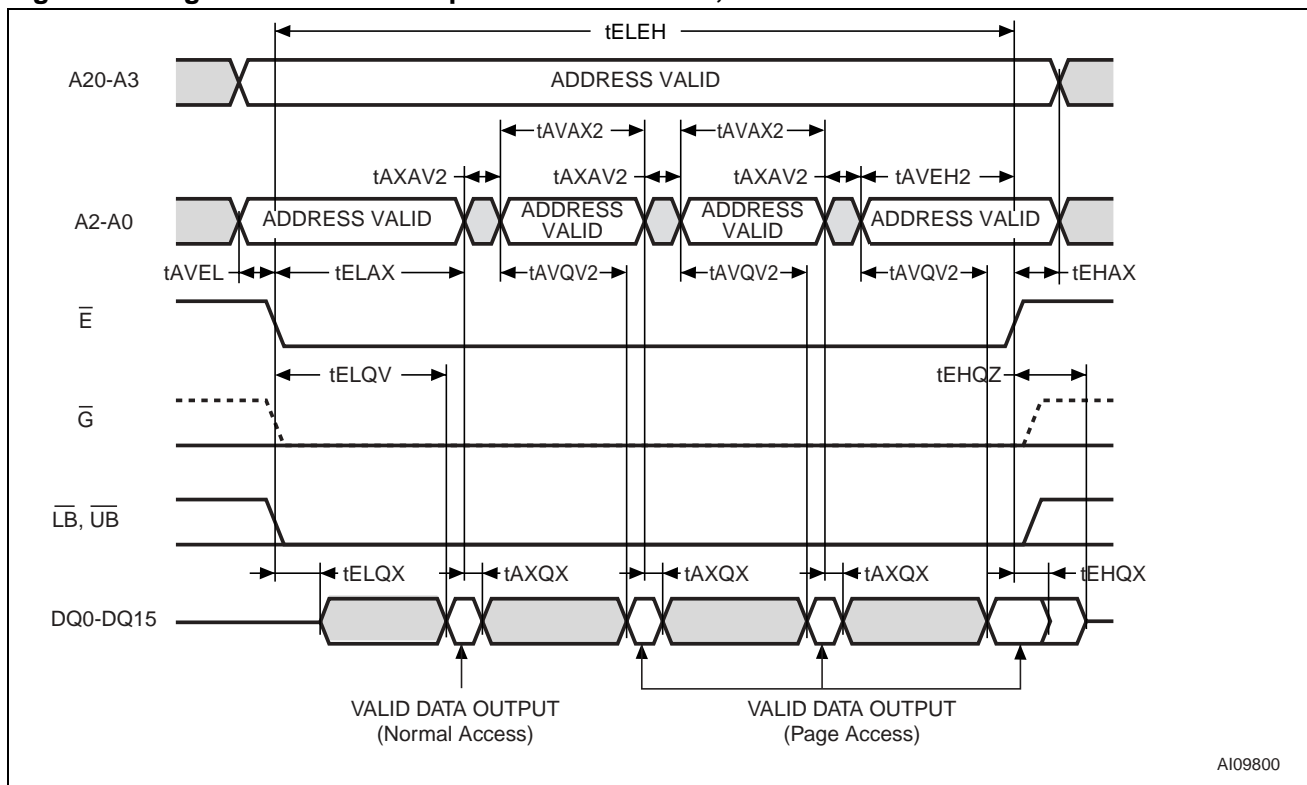 tELEH
A20-A3
ADDRESS VALID
tAVAX2
tAVAX2
tAXAV2
tAXAV2
tAXAV2
tAVEH2
A2-A0
ADDRESS VALID
ADDRESS
VALID
ADDRESS
VALID
ADDRESS VALID
tAVEL
tELAX
tAVQV2
tAVQV2
tAVQV2
tEHAX
E̅
tELQV
tEHQZ
G̅
L̅B̅, U̅B̅
tELQX
tAXQX
tAXQX
tAXQX
tEHQX
DQ0-DQ15
VALID DATA OUTPUT
(Normal Access)
VALID DATA OUTPUT
(Page Access)
AI09800